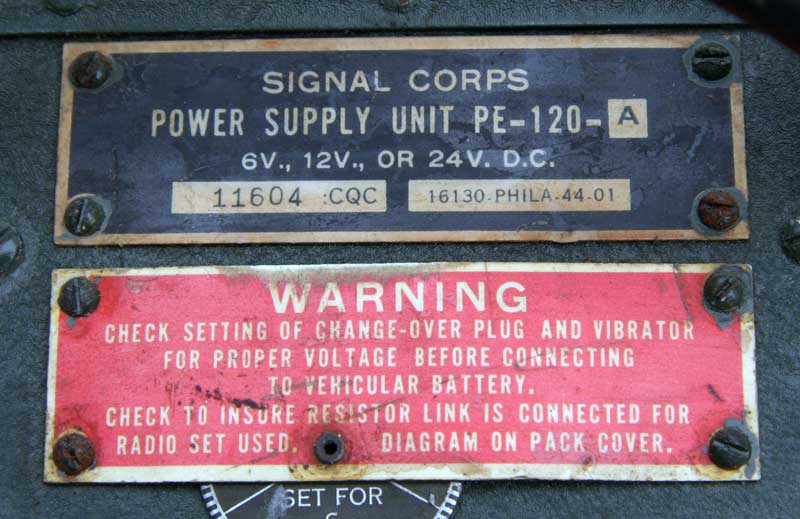 SIGNAL CORPS
POWER SUPPLY UNIT PE-120-A
6V., 12V., OR 24V. D.C.
11604 :CQC 16130-PHILA-44-01
WARNING
CHECK SETTING OF CHANGE-OVER PLUG AND VIBRATOR
FOR PROPER VOLTAGE BEFORE CONNECTING
TO VEHICULAR BATTERY.
CHECK TO INSURE RESISTOR LINK IS CONNECTED FOR
RADIO SET USED. DIAGRAM ON PACK COVER.
SET FOR